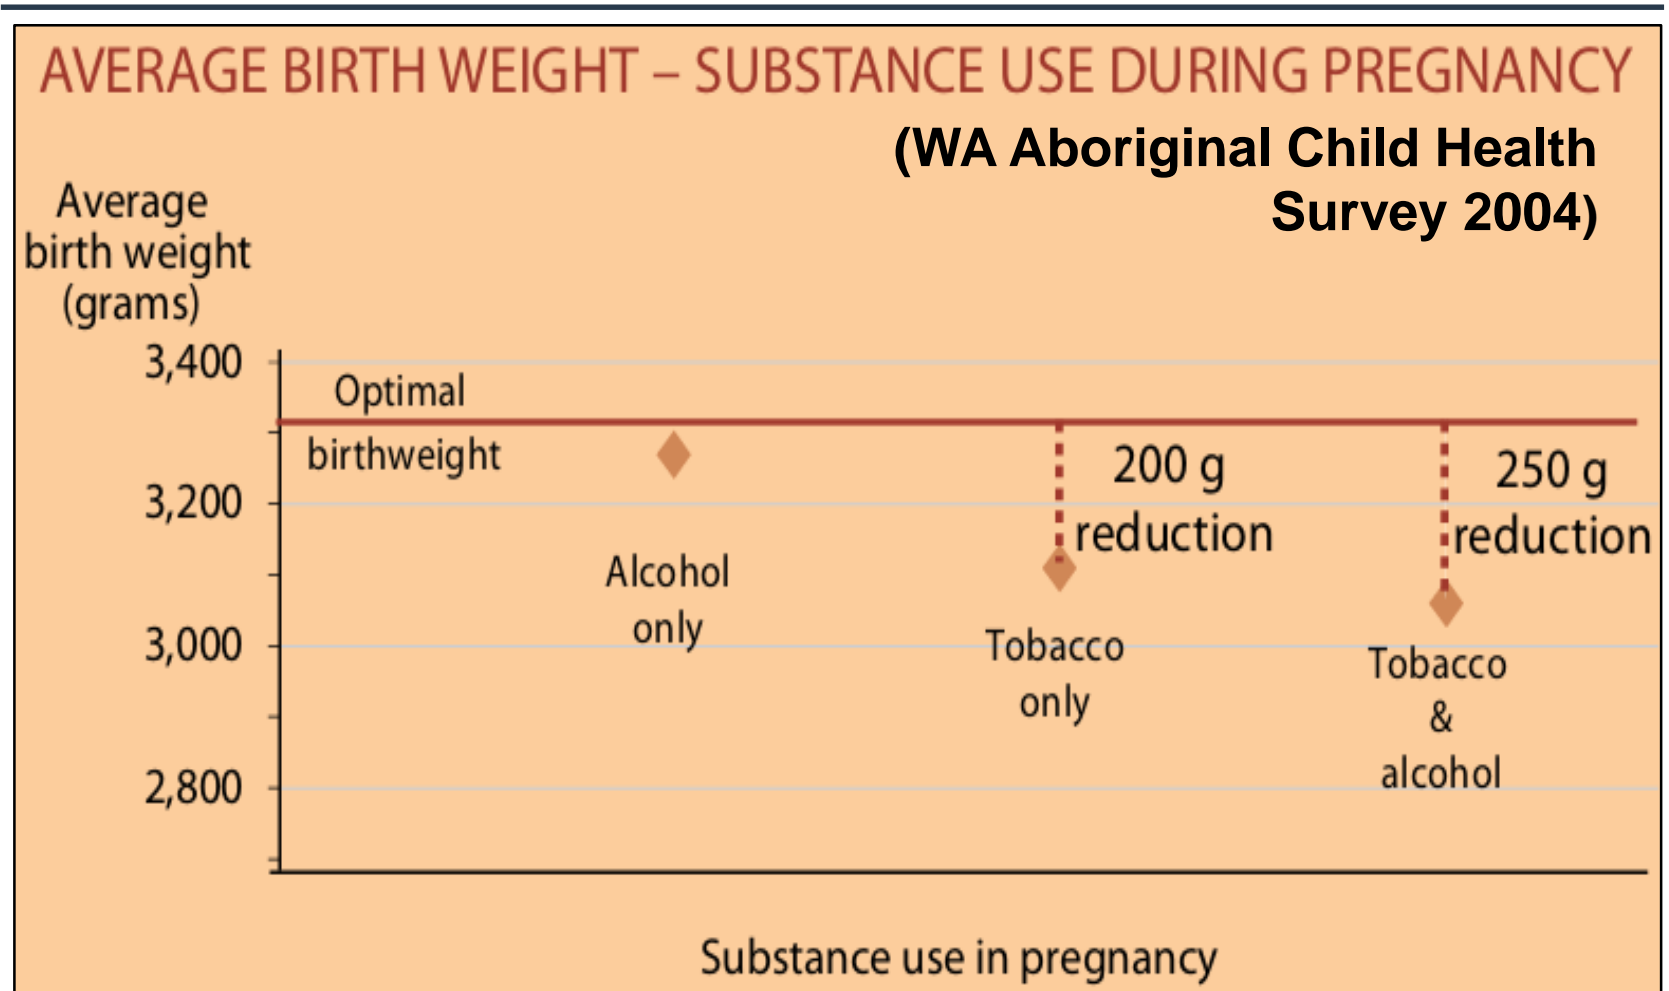 AVERAGE BIRTH WEIGHT – SUBSTANCE USE DURING PREGNANCY
(WA Aboriginal Child Health
Survey 2004)
Average
birth weight
(grams)
3,400
Optimal
birthweight
200 g
reduction
250 g
reduction
3,200
Alcohol
only
3,000
Tobacco
only
Tobacco
&
alcohol
2,800
Substance use in pregnancy